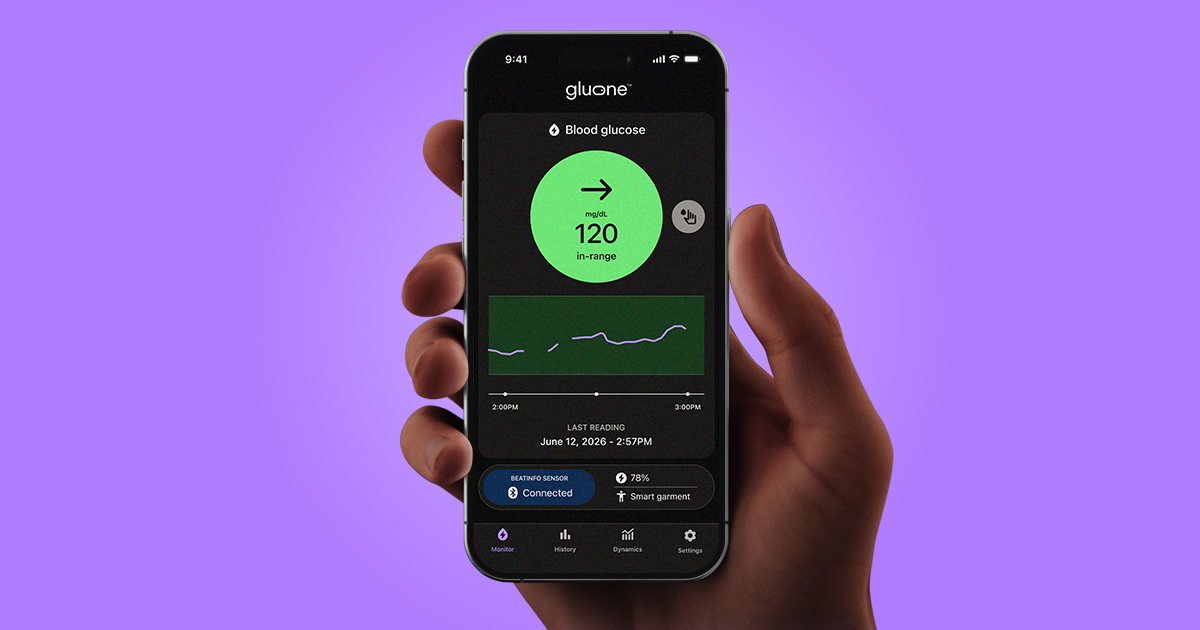 9:41
gluone™
Blood glucose
mg/dL
120
in-range
2:00PM
3:00PM
LAST READING
June 12, 2026 - 2:57PM
BEATINFO SENSOR
Connected
78%
Smart garment
Monitor
History
Dynamics
Settings